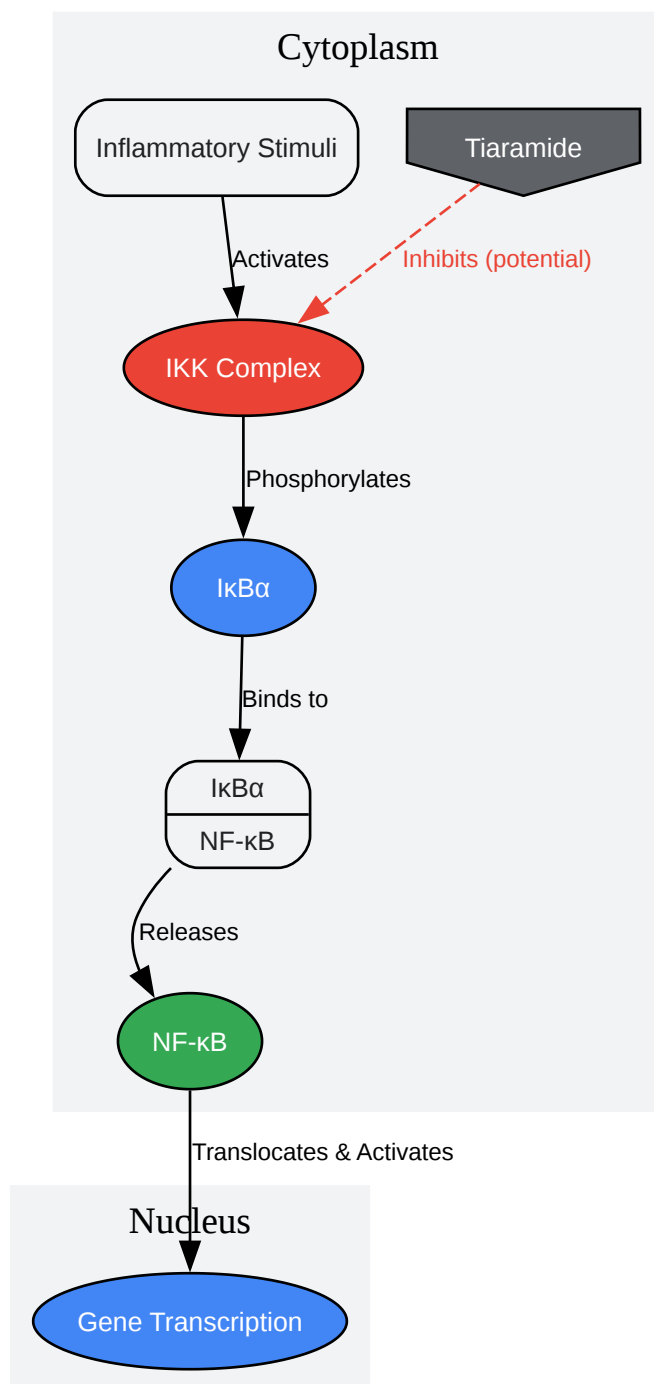 Cytoplasm
Inflammatory Stimuli
Tiaramide
Activates
Inhibits (potential)
IKK Complex
Phosphorylates
IκBα
Binds to
IκBα
NF-κB
Releases
NF-κB
Translocates & Activates
Nucleus
Gene Transcription